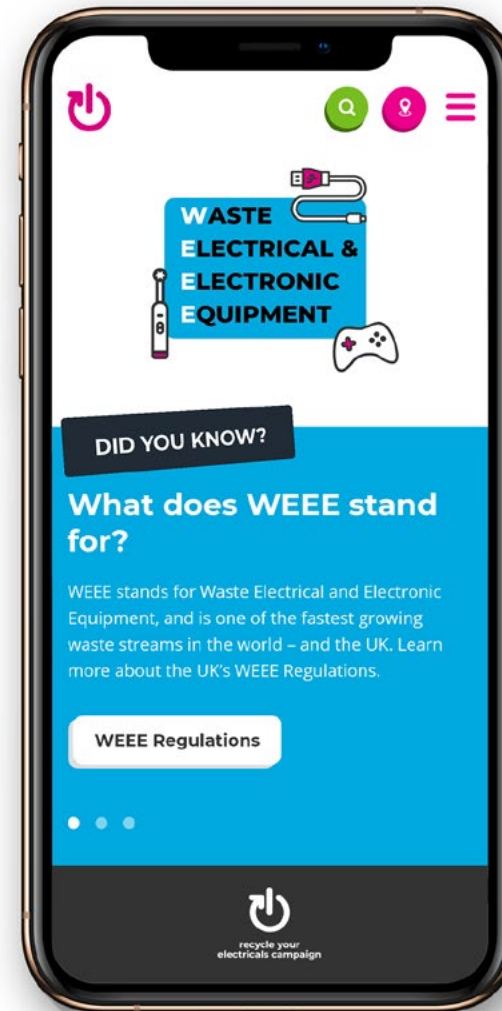 WASTE
ELECTRICAL &
ELECTRONIC
EQUIPMENT
DID YOU KNOW?
What does WEEE stand
for?
WEEE stands for Waste Electrical and Electronic
Equipment, and is one of the fastest growing
waste streams in the world – and the UK. Learn
more about the UK's WEEE Regulations.
WEEE Regulations
recycle your
electricals campaign